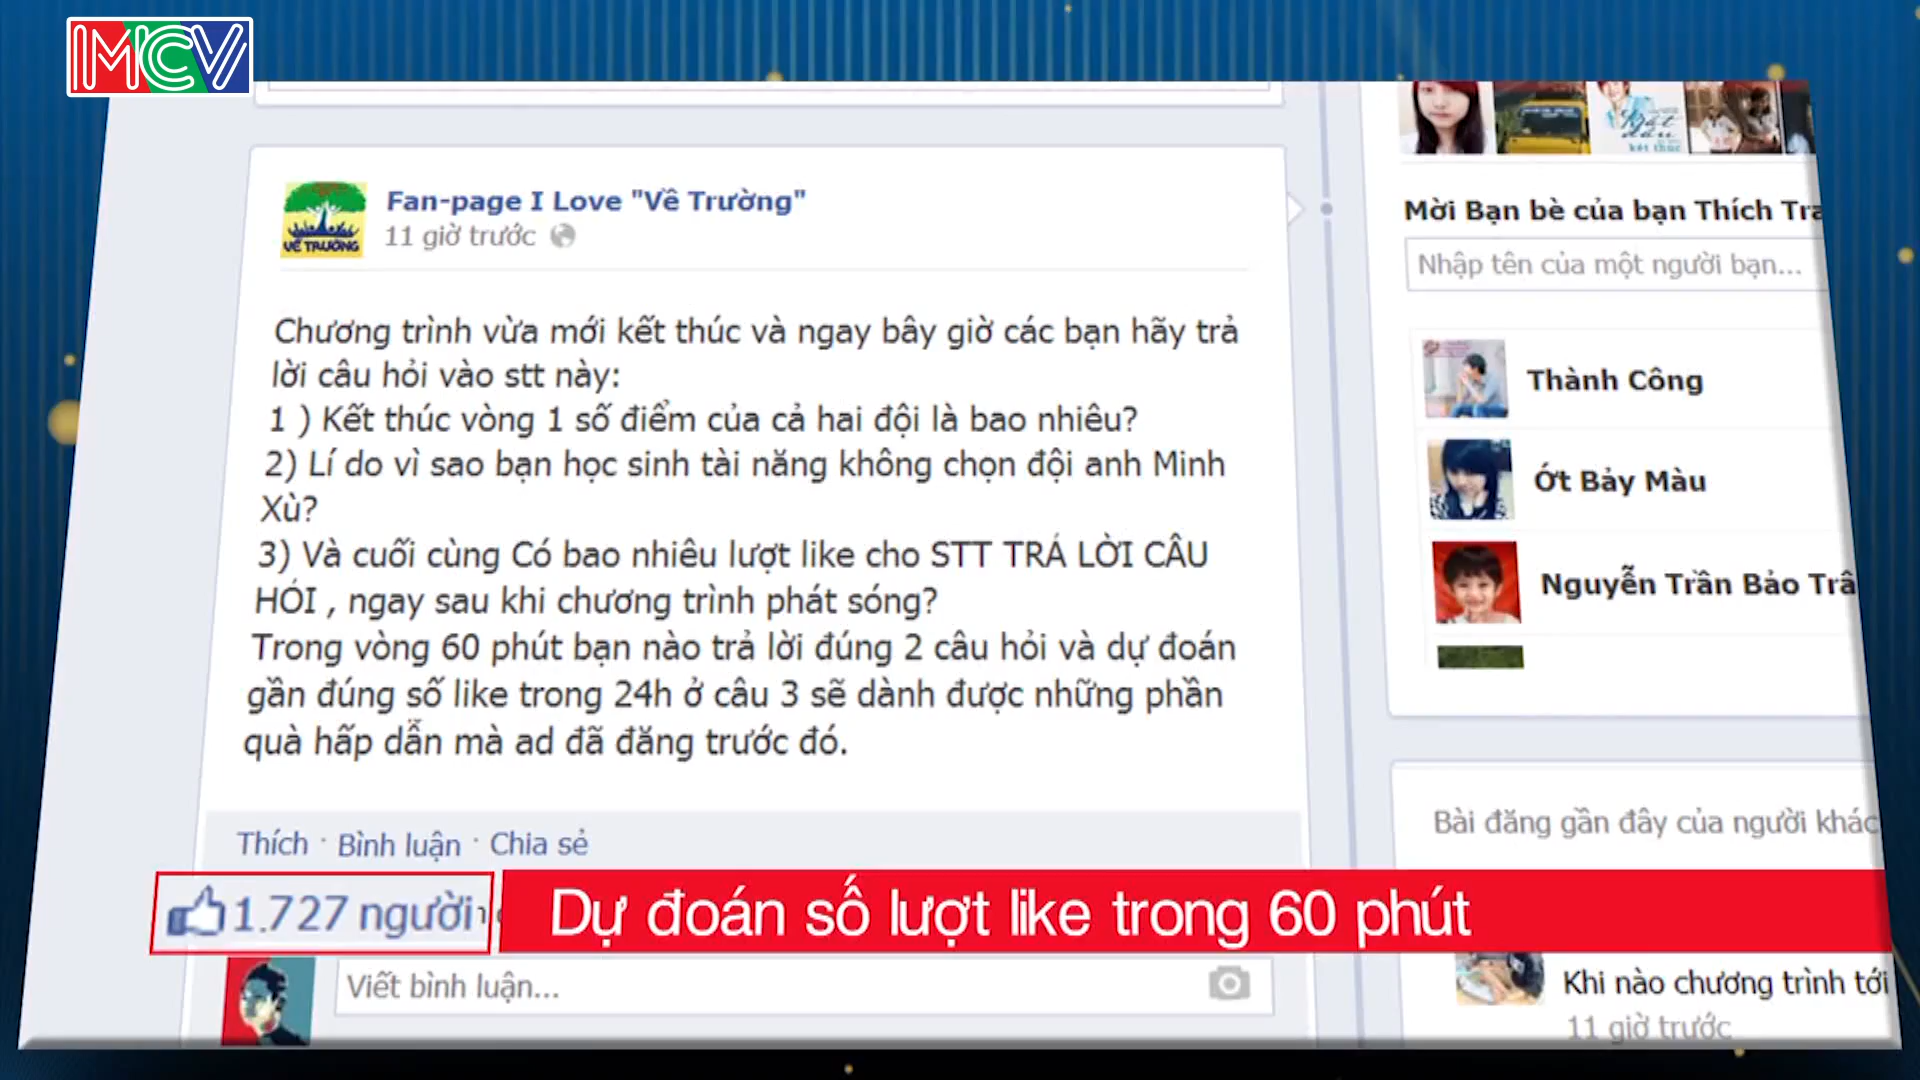 MCV
Fan-page I Love "Về Trường"
VỀ TRƯỜNG
11 giờ trước
Chương trình vừa mới kết thúc và ngay bây giờ các bạn hãy trả
lời câu hỏi vào stt này:
1 ) Kết thúc vòng 1 số điểm của cả hai đội là bao nhiêu?
2) Lí do vì sao bạn học sinh tài năng không chọn đội anh Minh
Xù?
3) Và cuối cùng Có bao nhiêu lượt like cho STT TRẢ LỜI CÂU
HỎI , ngay sau khi chương trình phát sóng?
Trong vòng 60 phút bạn nào trả lời đúng 2 câu hỏi và dự đoán
gần đúng số like trong 24h ở câu 3 sẽ dành được những phần
quà hấp dẫn mà ad đã đăng trước đó.
Thích · Bình luận · Chia sẻ
1.727 người
Dự đoán số lượt like trong 60 phút
Viết bình luận...
kết thúc
Mời Bạn bè của bạn Thích Tra
Nhập tên của một người bạn...
Thành Công
Ớt Bảy Màu
Nguyễn Trần Bảo Trâ
Bài đăng gần đây của người khác
Khi nào chương trình tới
11 giờ trước